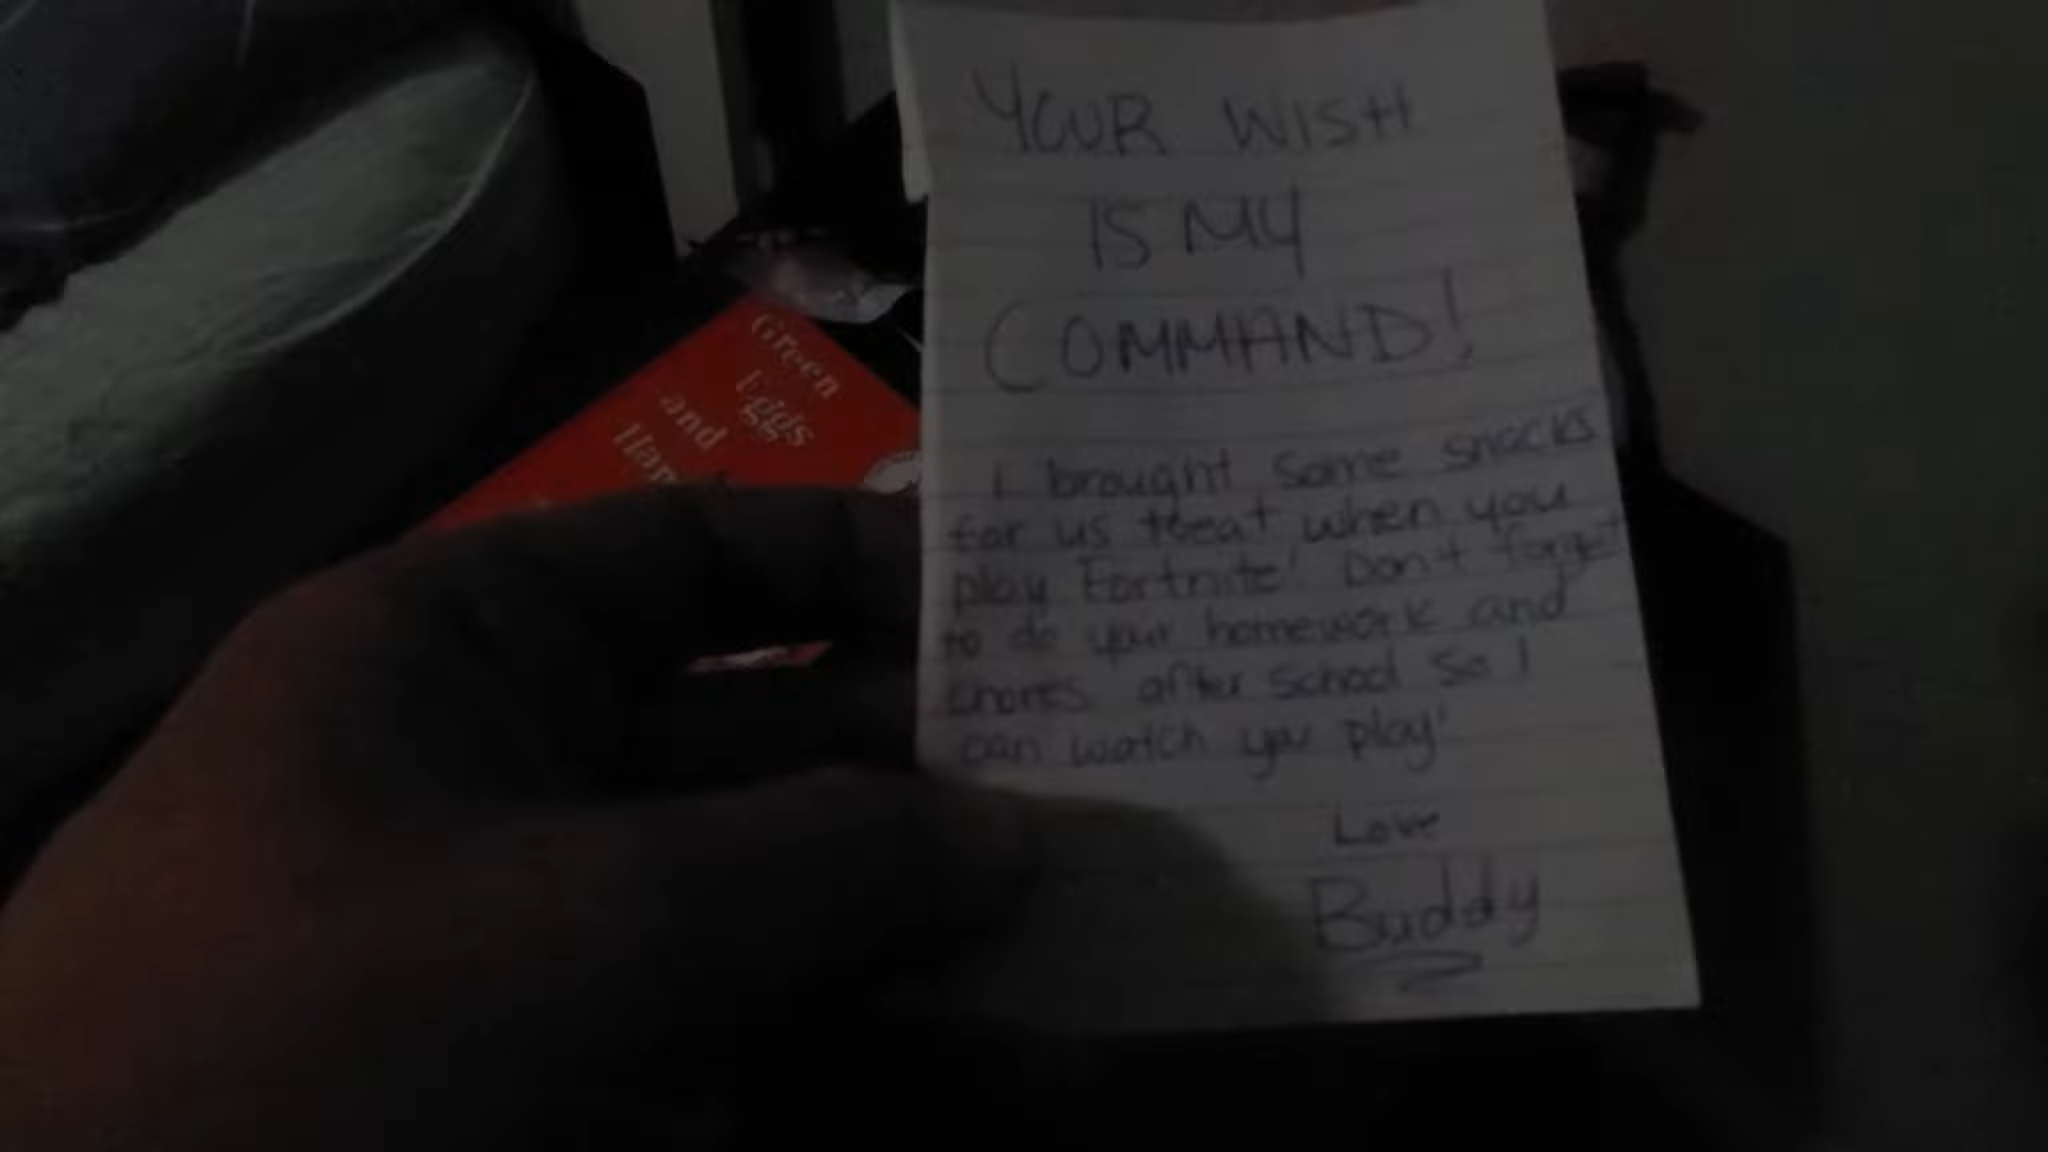 Green
Eggs
and
Ham
YOUR WISH
IS MY
COMMAND!
I brought some snacks
for us to eat when you
play Fortnite! Don't forget
to do your homework and
chores after school so I
can watch you play!
Love
Buddy